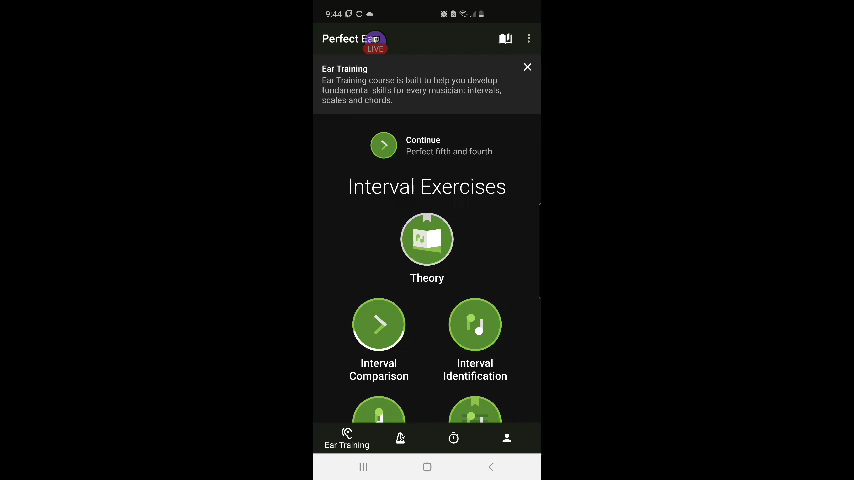 9:44
Perfect Ear
LIVE
Ear Training
Ear Training course is built to help you develop
fundamental skills for every musician: intervals,
scales and chords.
Continue
Perfect fifth and fourth
Interval Exercises
Theory
Interval
Comparison
Interval
Identification
Ear Training